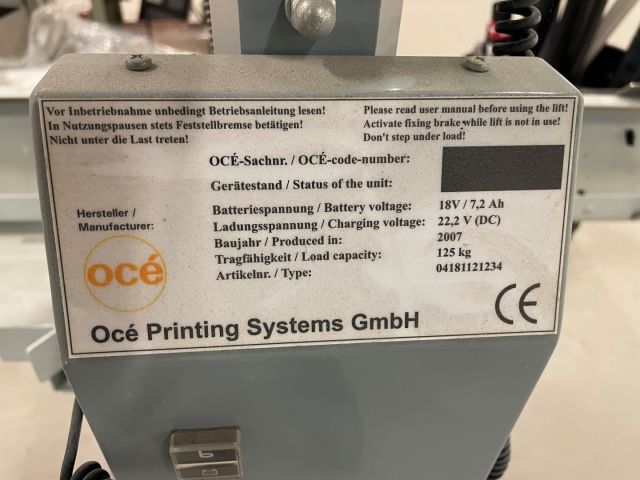 Vor Inbetriebnahme unbedingt Betriebsanleitung lesen!
In Nutzungspausen stets Feststellbremse betätigen!
Nicht unter die Last treten!
Please read user manual before using the lift!
Activate fixing brake while lift is not in use!
Don't step under load!
OCÉ-Sachnr. / OCÉ-code-number:
Gerätestand / Status of the unit:
Batteriespannung / Battery voltage: 18V / 7,2 Ah
Ladungsspannung / Charging voltage: 22,2 V (DC)
Baujahr / Produced in: 2007
Tragfähigkeit / Load capacity: 125 kg
Artikelnr. / Type: 04181121234
Hersteller /
Manufacturer:
océ
CE
Océ Printing Systems GmbH